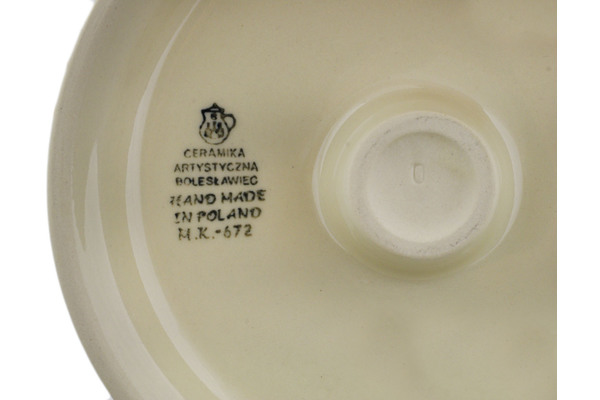 CERAMIKA
ARTYSTYCZNA
BOLESŁAWIEC
HAND MADE
IN POLAND
M.K.-672